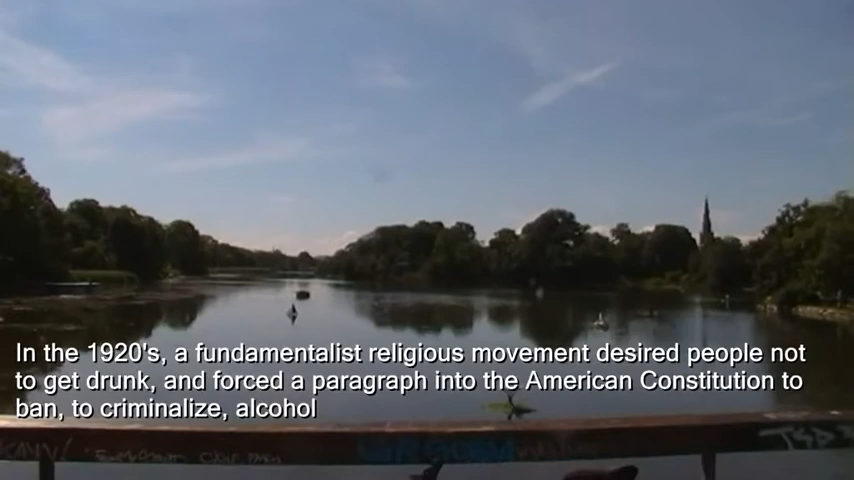 In the 1920's, a fundamentalist religious movement desired people not
to get drunk, and forced a paragraph into the American Constitution to
ban, to criminalize, alcohol